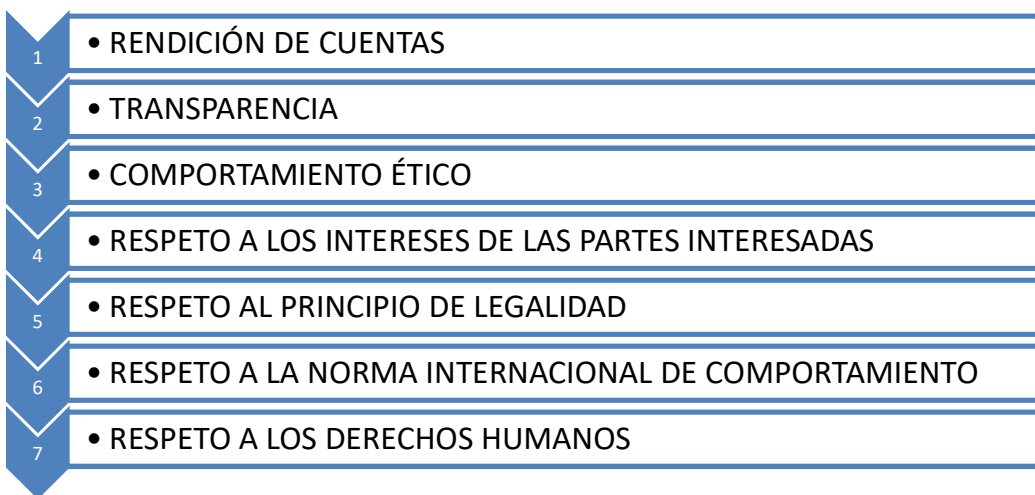 1 • RENDICIÓN DE CUENTAS
2 • TRANSPARENCIA
3 • COMPORTAMIENTO ÉTICO
4 • RESPETO A LOS INTERESES DE LAS PARTES INTERESADAS
5 • RESPETO AL PRINCIPIO DE LEGALIDAD
6 • RESPETO A LA NORMA INTERNACIONAL DE COMPORTAMIENTO
7 • RESPETO A LOS DERECHOS HUMANOS